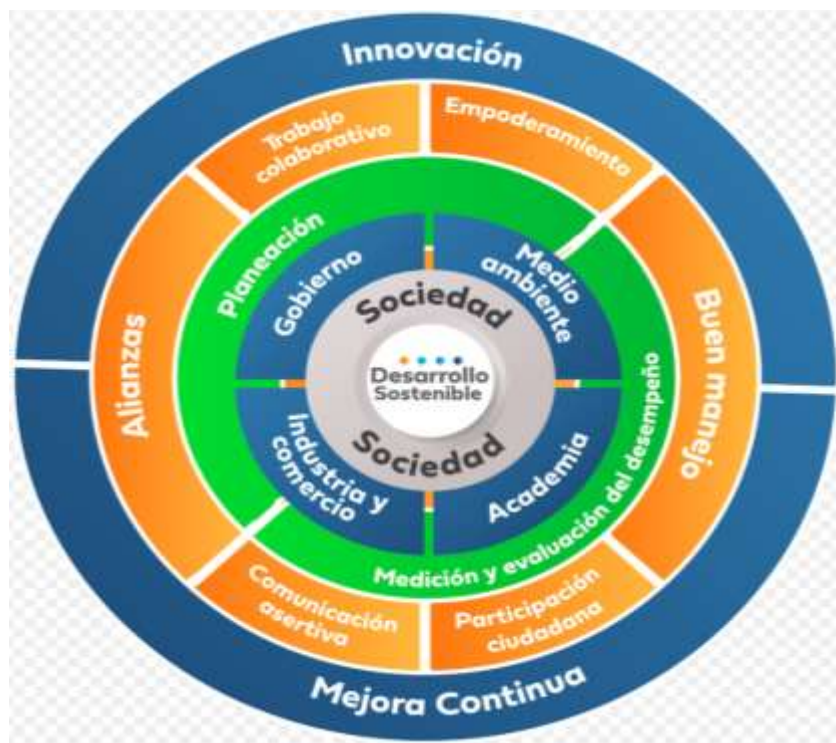 Innovación
Trabajo
colaborativo
Empoderamiento
Planeación
Gobierno
Medio
ambiente
Sociedad
Alianzas
Desarrollo
Sostenible
Buen manejo
Sociedad
Industria y
comercio
Academia
Medición y evaluación del desempeño
Comunicación
asertiva
Participación
ciudadana
Mejora Continua